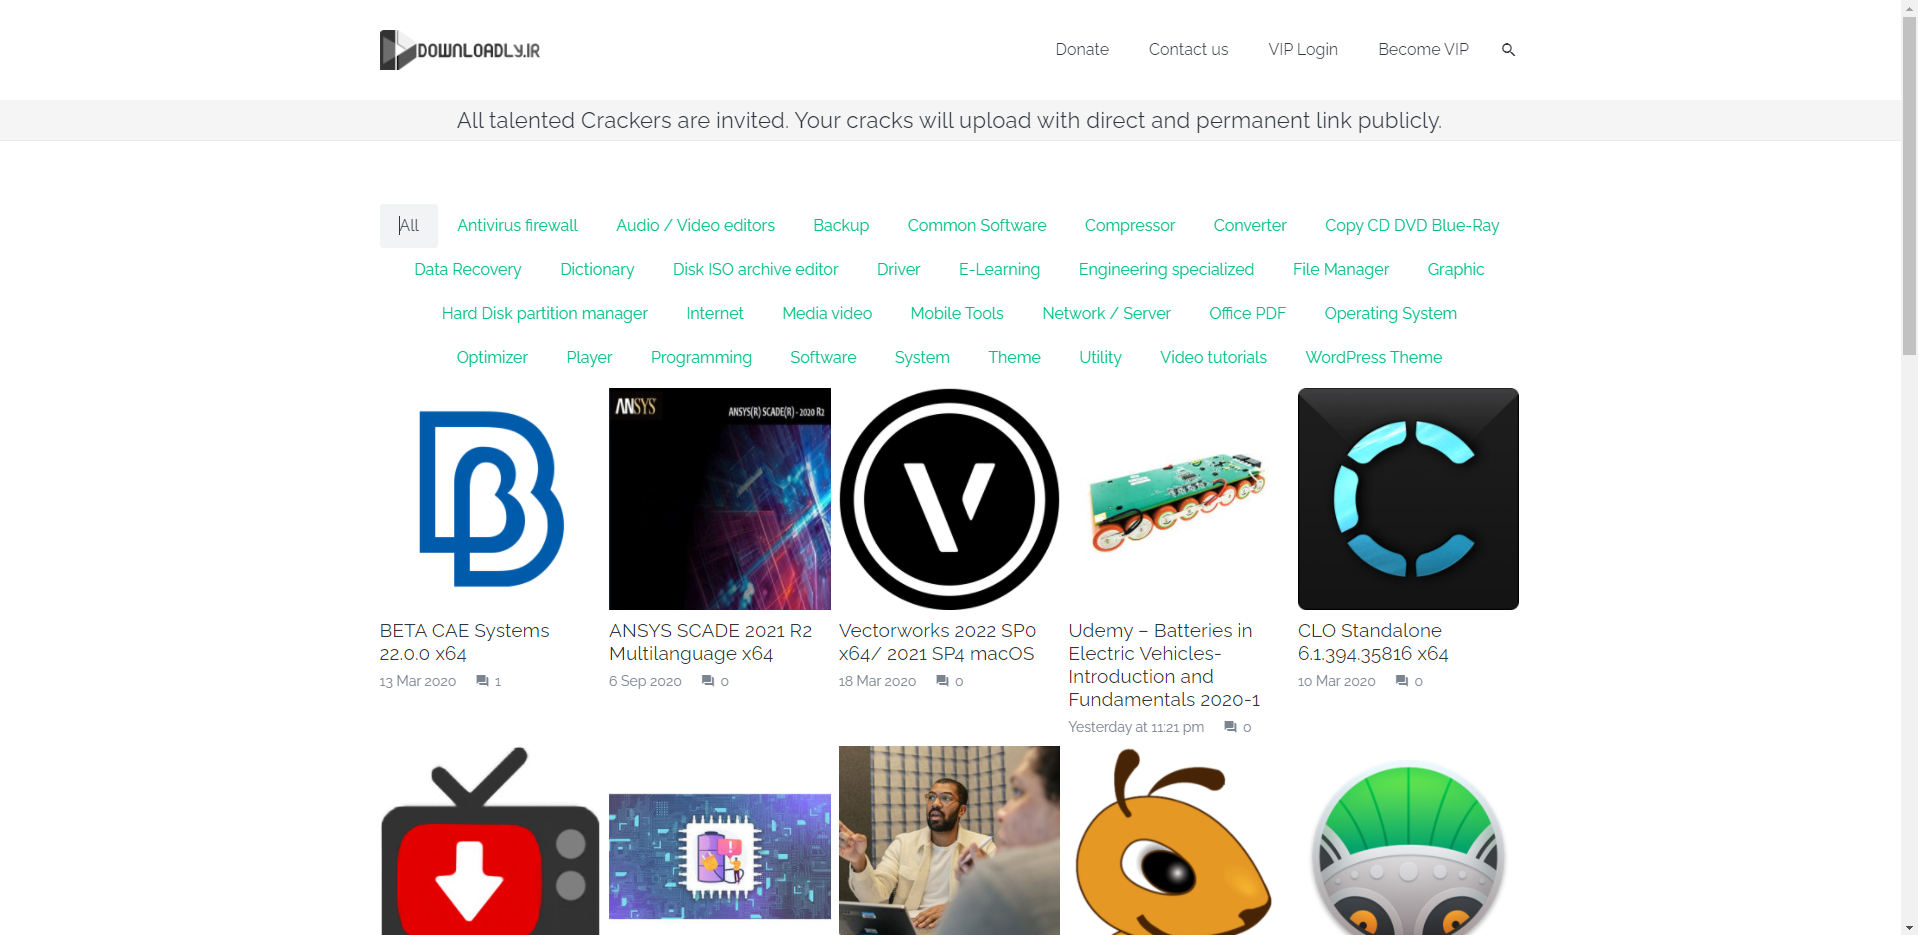 DOWNLOADLY.IR
Donate Contact us VIP Login Become VIP
All talented Crackers are invited. Your cracks will upload with direct and permanent link publicly.
All Antivirus firewall Audio / Video editors Backup Common Software Compressor Converter Copy CD DVD Blue-Ray
Data Recovery Dictionary Disk ISO archive editor Driver E-Learning Engineering specialized File Manager Graphic
Hard Disk partition manager Internet Media video Mobile Tools Network / Server Office PDF Operating System
Optimizer Player Programming Software System Theme Utility Video tutorials WordPress Theme
ANSYS
ANSYS(R) SCADE(R) - 2020 R2
BETA CAE Systems
22.0.0 x64
13 Mar 2020 1
ANSYS SCADE 2021 R2
Multilanguage x64
6 Sep 2020 0
Vectorworks 2022 SP0
x64/ 2021 SP4 macOS
18 Mar 2020 0
Udemy – Batteries in
Electric Vehicles-
Introduction and
Fundamentals 2020-1
Yesterday at 11:21 pm 0
CLO Standalone
6.1.394.35816 x64
10 Mar 2020 0